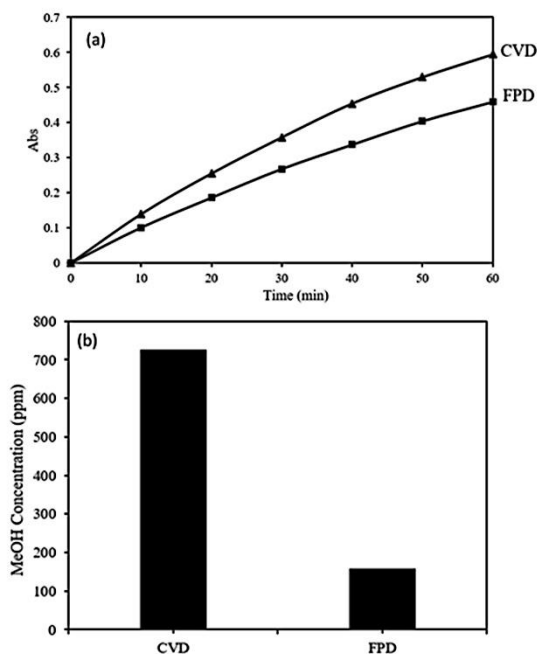 (a)
0.7
0.6
0.5
0.4
0.3
0.2
0.1
0
Abs
CVD
FPD
0 10 20 30 40 50 60
Time (min)
(b)
800
700
600
500
400
300
200
100
0
MeOH Concentration (ppm)
CVD FPD